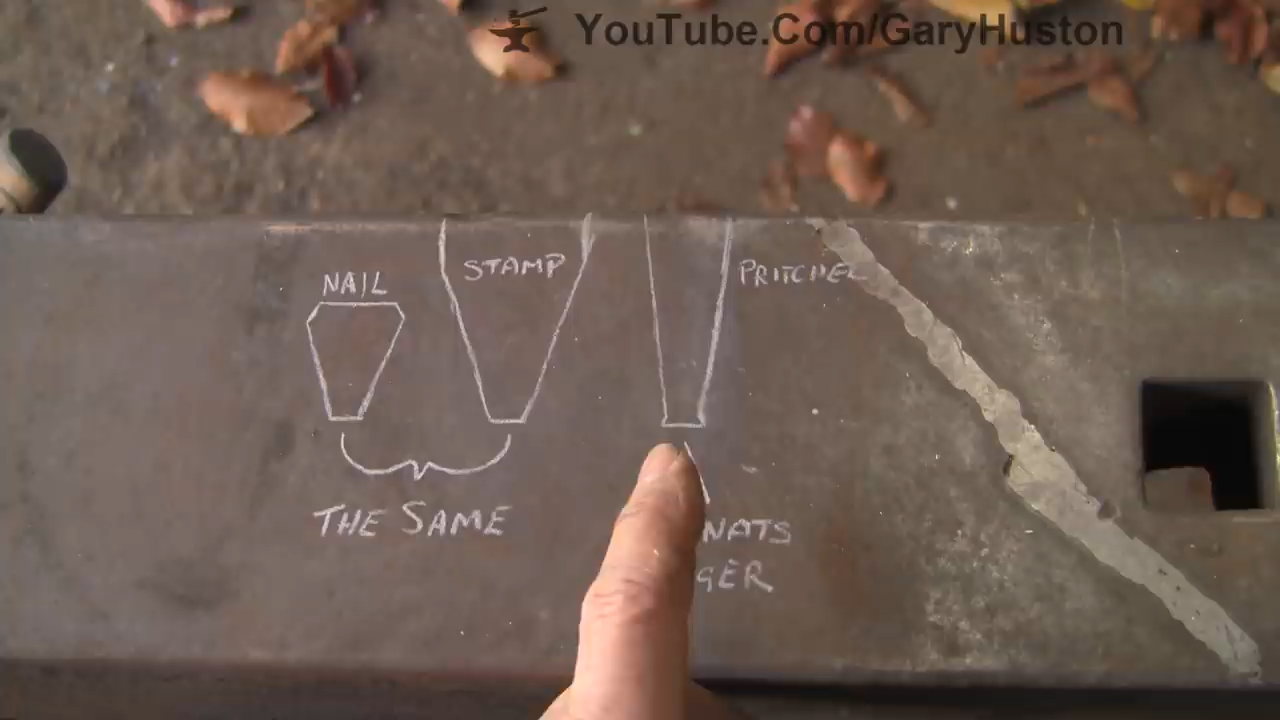 YouTube.Com/GaryHuston
NAIL
STAMP
PRITCHEL
THE SAME